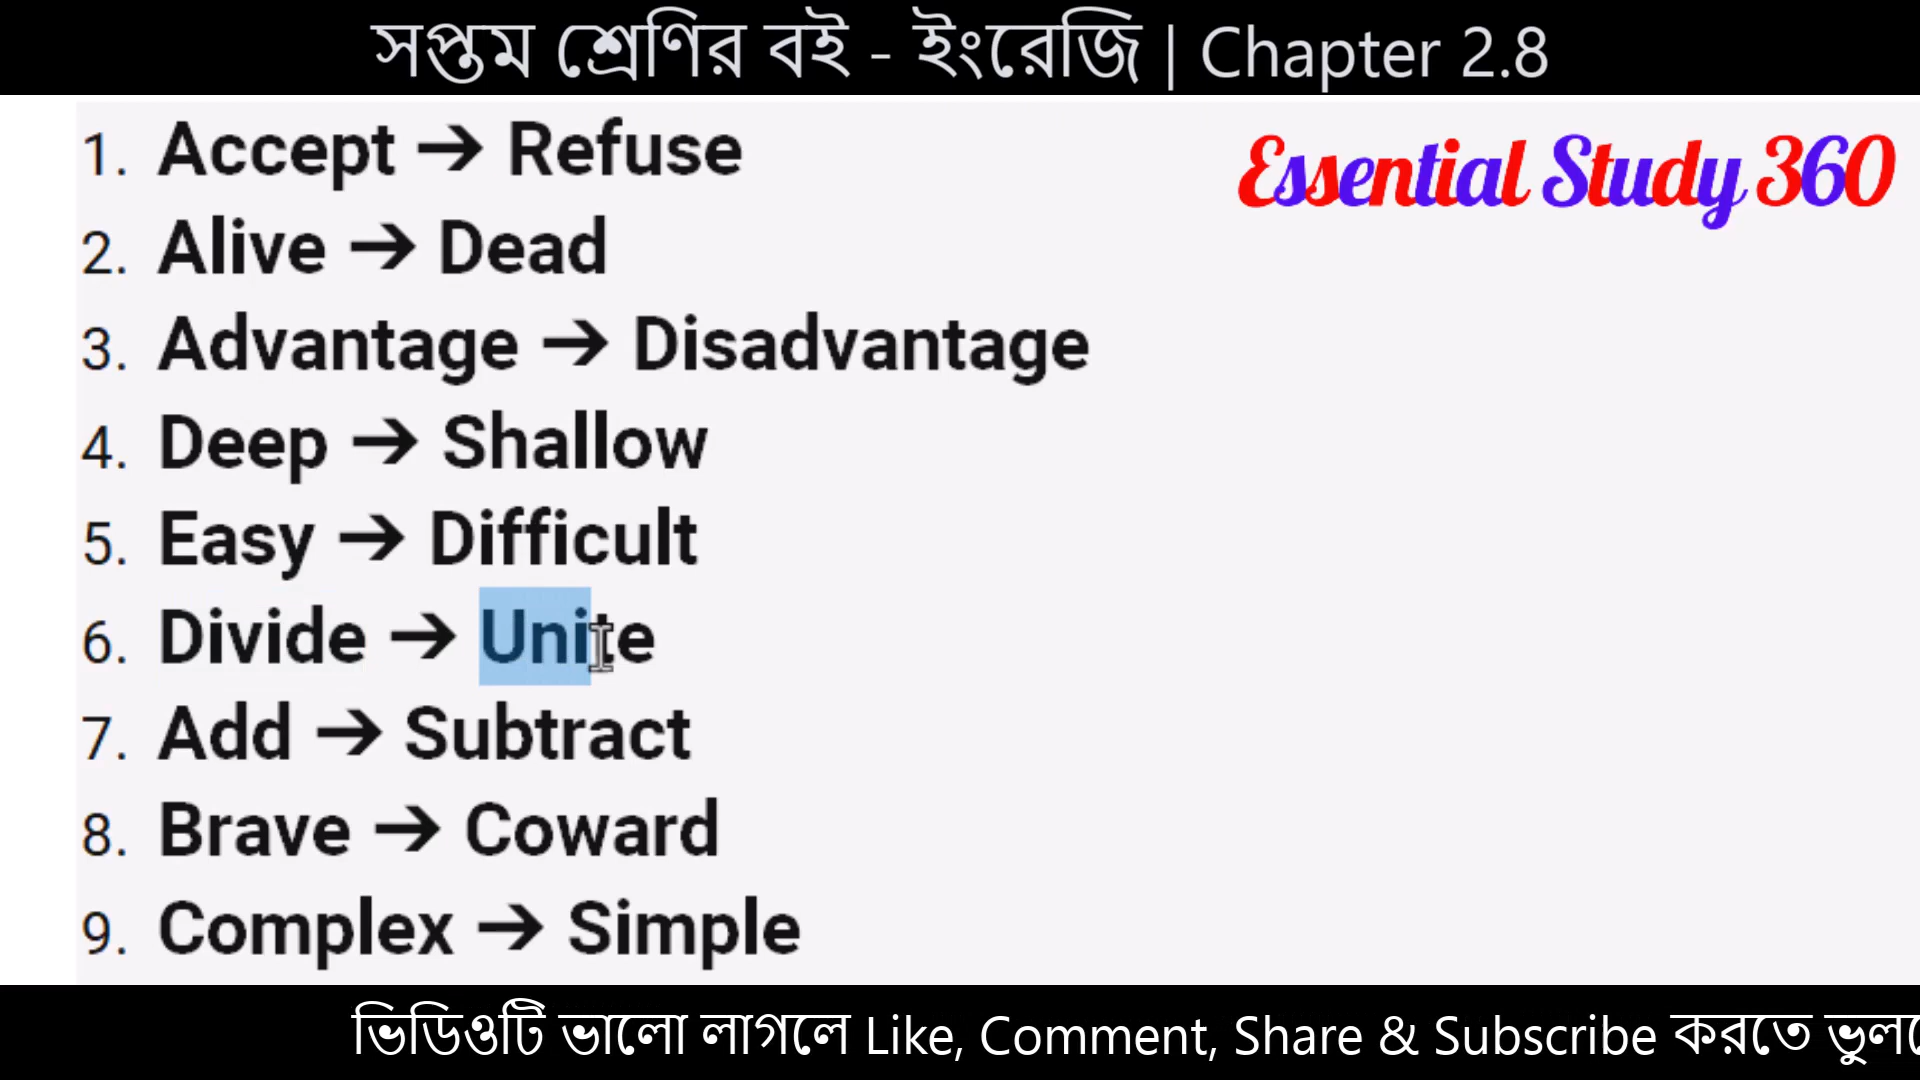 সপ্তম শ্রেণির বই - ইংরেজি | Chapter 2.8
Essential Study 360
1. Accept → Refuse
2. Alive → Dead
3. Advantage → Disadvantage
4. Deep → Shallow
5. Easy → Difficult
6. Divide → Unite
7. Add → Subtract
8. Brave → Coward
9. Complex → Simple
ভিডিওটি ভালো লাগলে Like, Comment, Share & Subscribe করতে